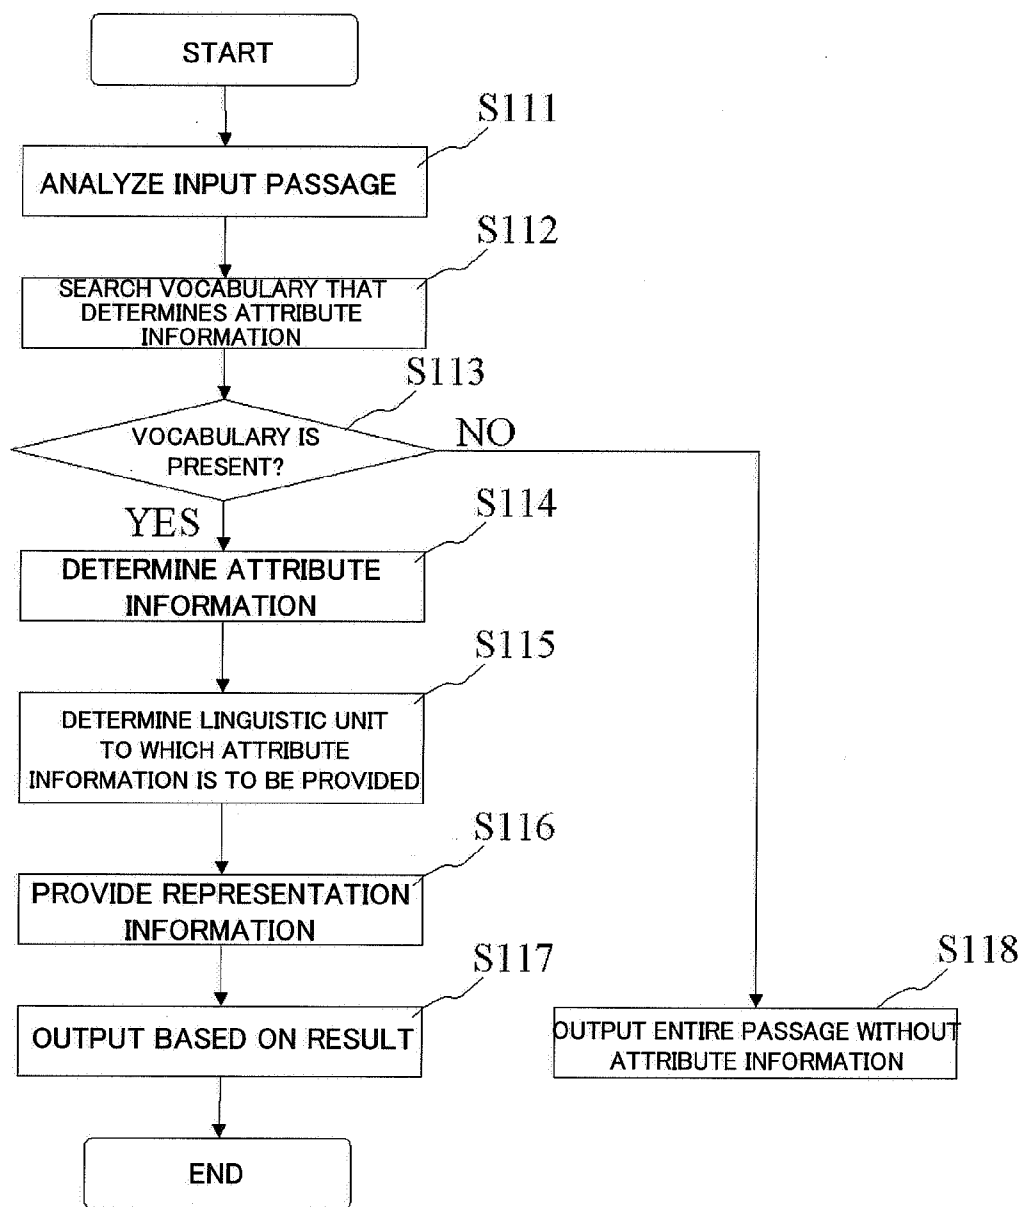 START
S111
ANALYZE INPUT PASSAGE
S112
SEARCH VOCABULARY THAT
DETERMINES ATTRIBUTE
INFORMATION
S113
VOCABULARY IS
PRESENT?
NO
YES
S114
DETERMINE ATTRIBUTE
INFORMATION
S115
DETERMINE LINGUISTIC UNIT
TO WHICH ATTRIBUTE
INFORMATION IS TO BE PROVIDED
S116
PROVIDE REPRESENTATION
INFORMATION
S117
OUTPUT BASED ON RESULT
S118
OUTPUT ENTIRE PASSAGE WITHOUT
ATTRIBUTE INFORMATION
END